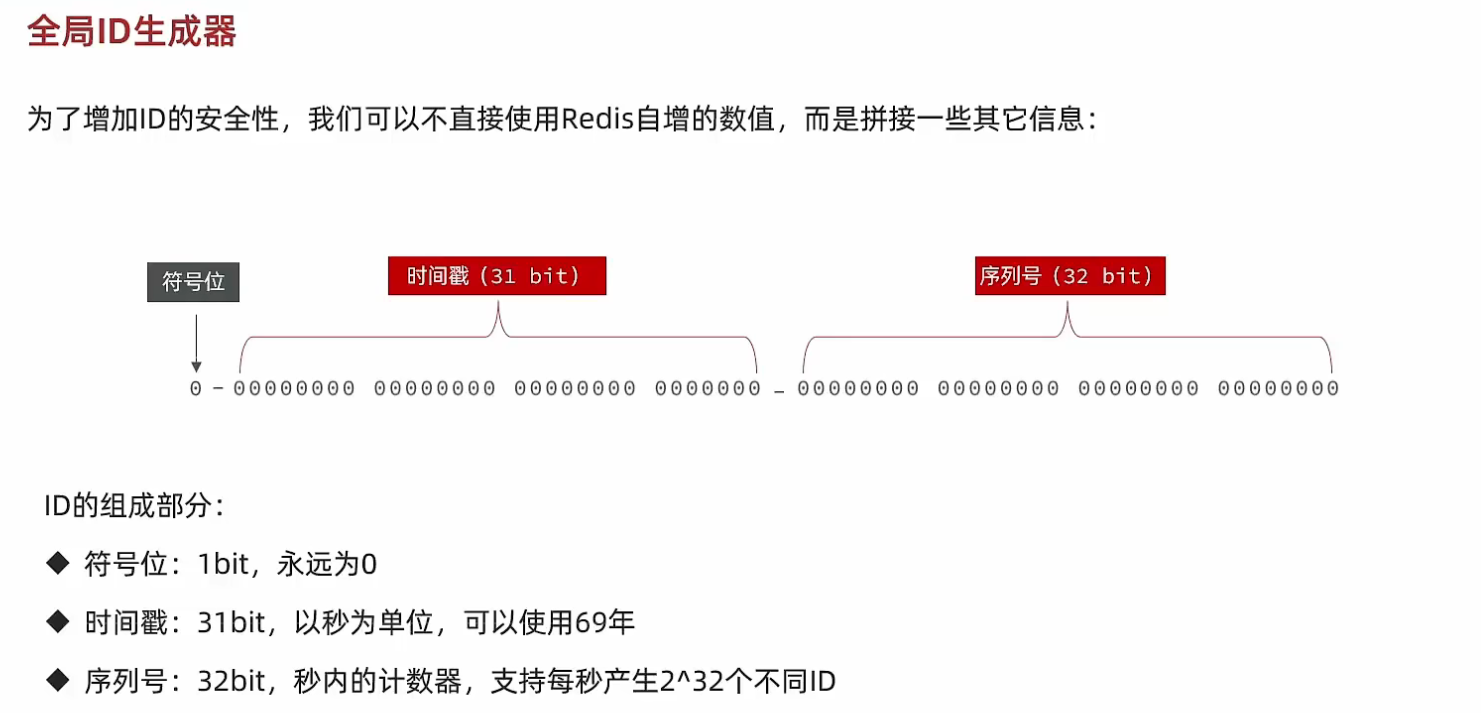 全局ID生成器
为了增加ID的安全性，我们可以不直接使用Redis自增的数值，而是拼接一些其它信息：
符号位
时间戳（31 bit）
序列号（32 bit）
0 - 00000000 00000000 00000000 0000000 - 00000000 00000000 00000000 00000000
ID的组成部分：
◆ 符号位：1bit，永远为0
◆ 时间戳：31bit，以秒为单位，可以使用69年
◆ 序列号：32bit，秒内的计数器，支持每秒产生2^32个不同ID